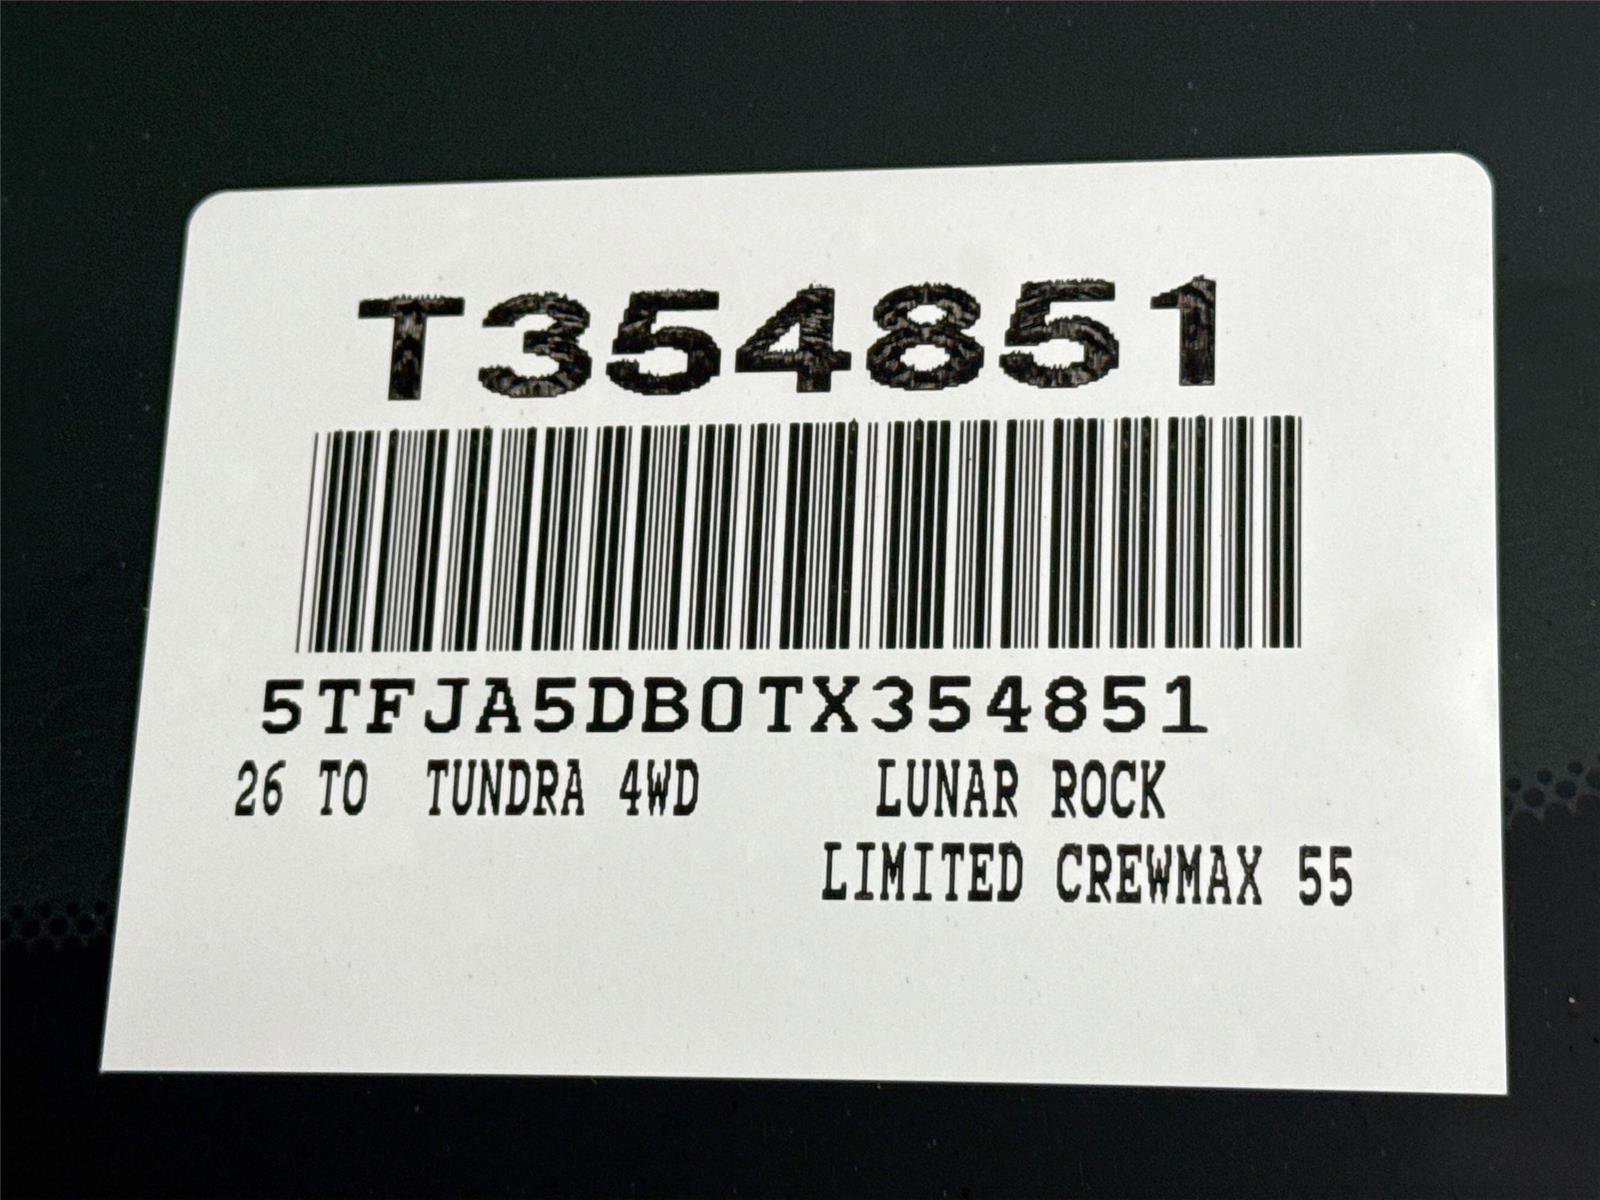 T354851
5TFJA5DB0TX354851
26 TO TUNDRA 4WD LUNAR ROCK
LIMITED CREWMAX 55